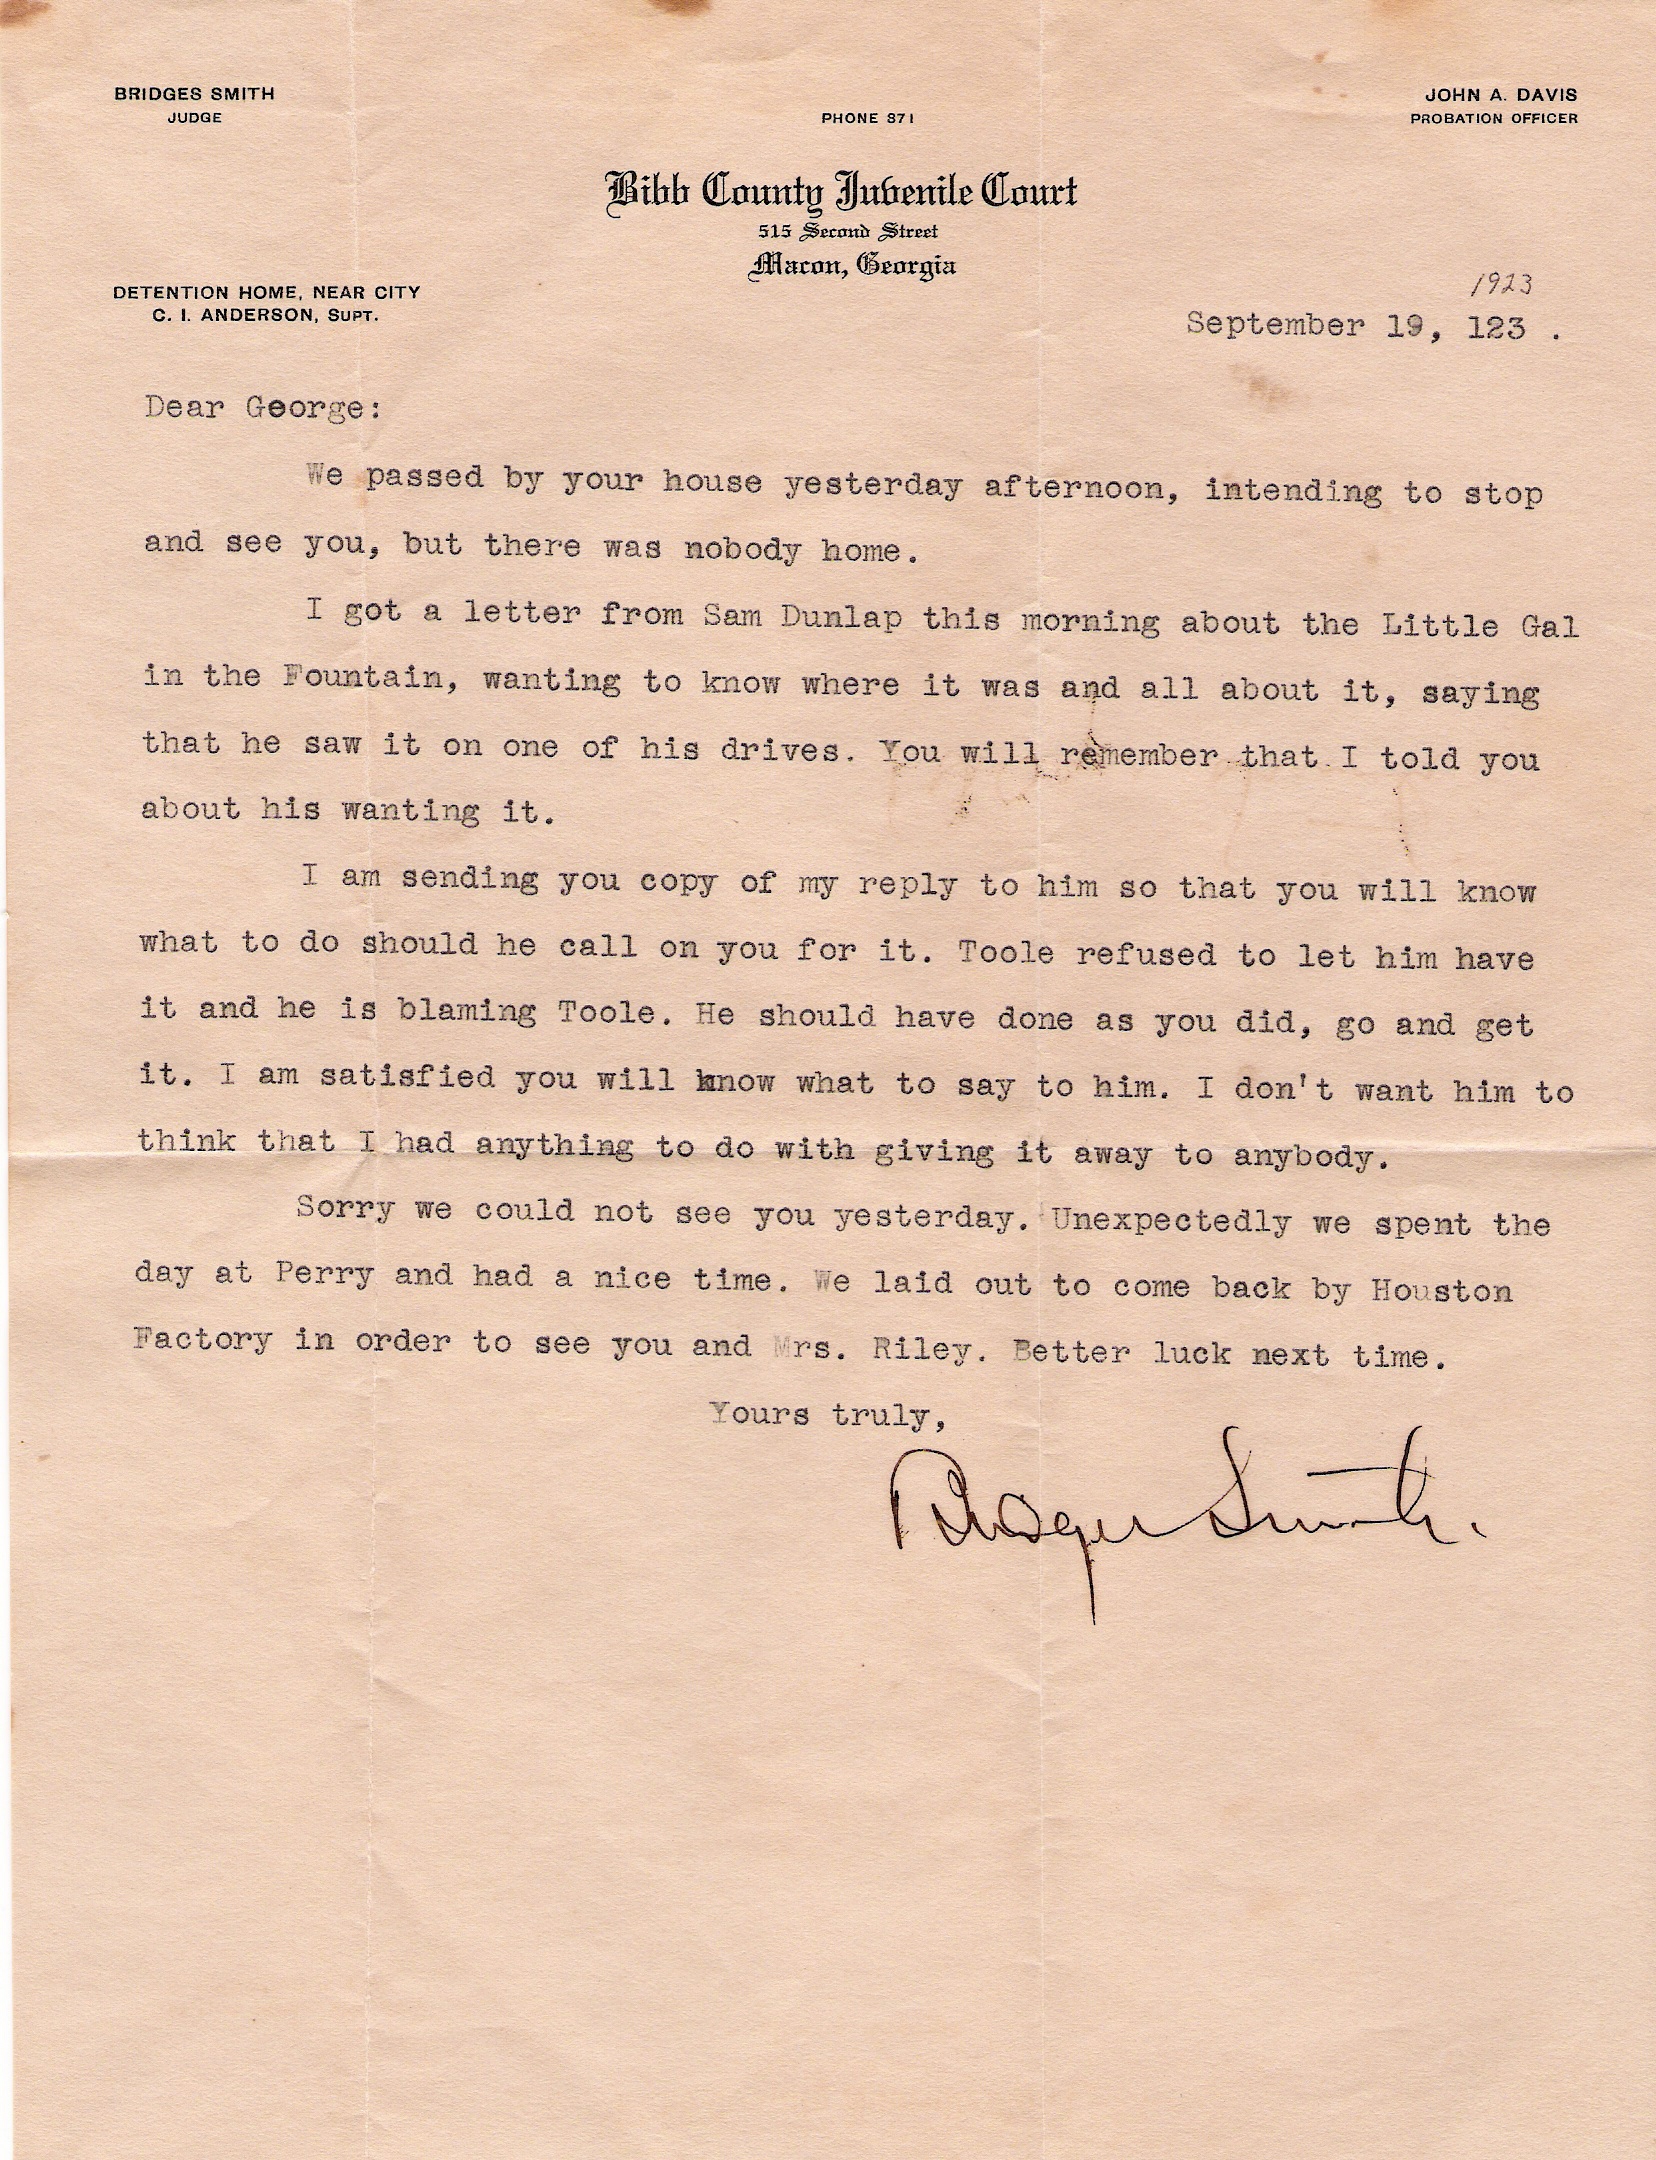 BRIDGES SMITH
JUDGE
PHONE 871
JOHN A. DAVIS
PROBATION OFFICER
Bibb County Juvenile Court
515 Second Street
Macon, Georgia
DETENTION HOME, NEAR CITY
C. I. ANDERSON, SUPT.
1923
September 19, 123 .
Dear George:
We passed by your house yesterday afternoon, intending to stop
and see you, but there was nobody home.
I got a letter from Sam Dunlap this morning about the Little Gal
in the Fountain, wanting to know where it was and all about it, saying
that he saw it on one of his drives. You will remember that I told you
about his wanting it.
I am sending you copy of my reply to him so that you will know
what to do should he call on you for it. Toole refused to let him have
it and he is blaming Toole. He should have done as you did, go and get
it. I am satisfied you will know what to say to him. I don't want him to
think that I had anything to do with giving it away to anybody.
Sorry we could not see you yesterday. Unexpectedly we spent the
day at Perry and had a nice time. We laid out to come back by Houston
Factory in order to see you and Mrs. Riley. Better luck next time.
Yours truly,
Bridges Smith.